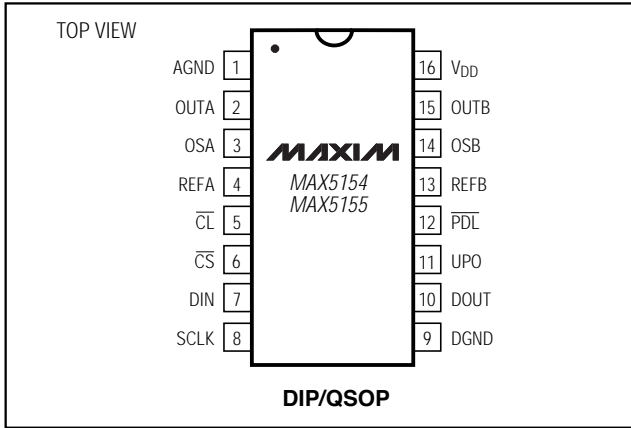 TOP VIEW
AGND 1 16 VDD
OUTA 2 15 OUTB
OSA 3 14 OSB
MAXIM
REFA 4 MAX5154 13 REFB
MAX5155
CL 5 12 PDL
CS 6 11 UPO
DIN 7 10 DOUT
SCLK 8 9 DGND
DIP/QSOP